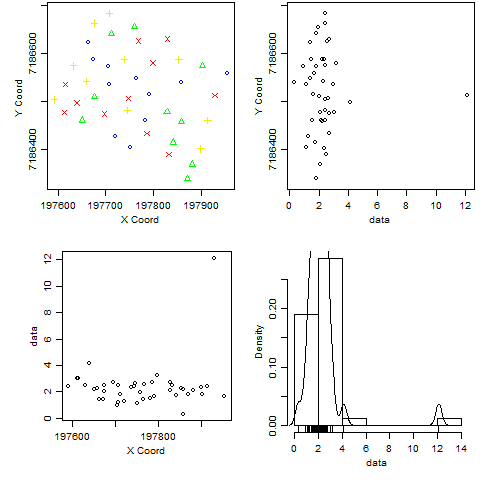 7186600
7186400
Y Coord
197600 197700 197800 197900
X Coord
7186600
7186400
Y Coord
0 2 4 6 8 10 12
data
12
10
8
6
4
2
0
data
197600 197800
X Coord
0.20
0.10
0.00
Density
0 2 4 6 8 10 12 14
data